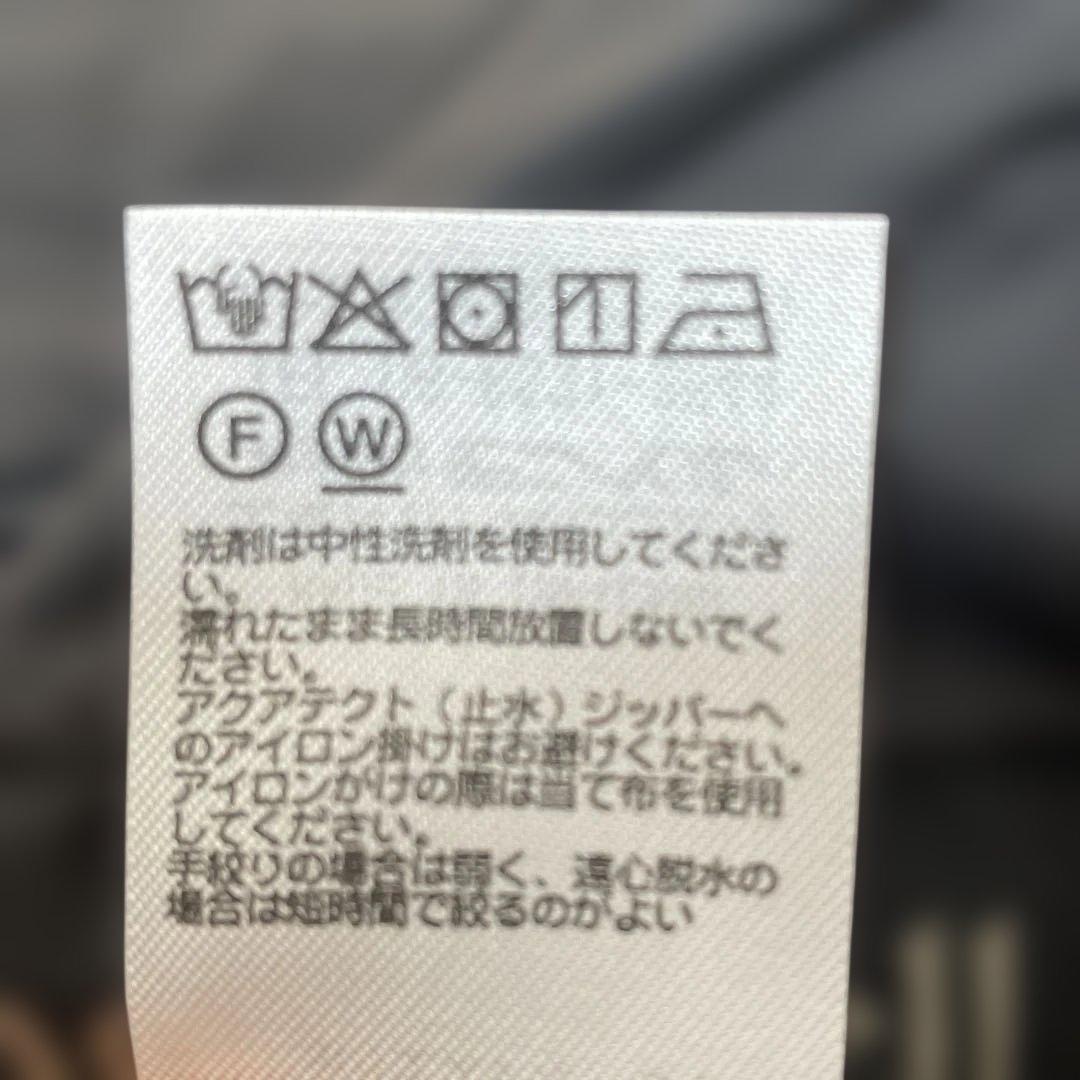 F W
洗剤は中性洗剤を使用してくださ
い。
濡れたまま長時間放置しないでく
ださい。
アクアテクト（止水）ジッパーへ
のアイロン掛けはお避けください。
アイロンがけの際は当て布を使用
してください。
手絞りの場合は弱く、遠心脱水の
場合は短時間で絞るのがよい